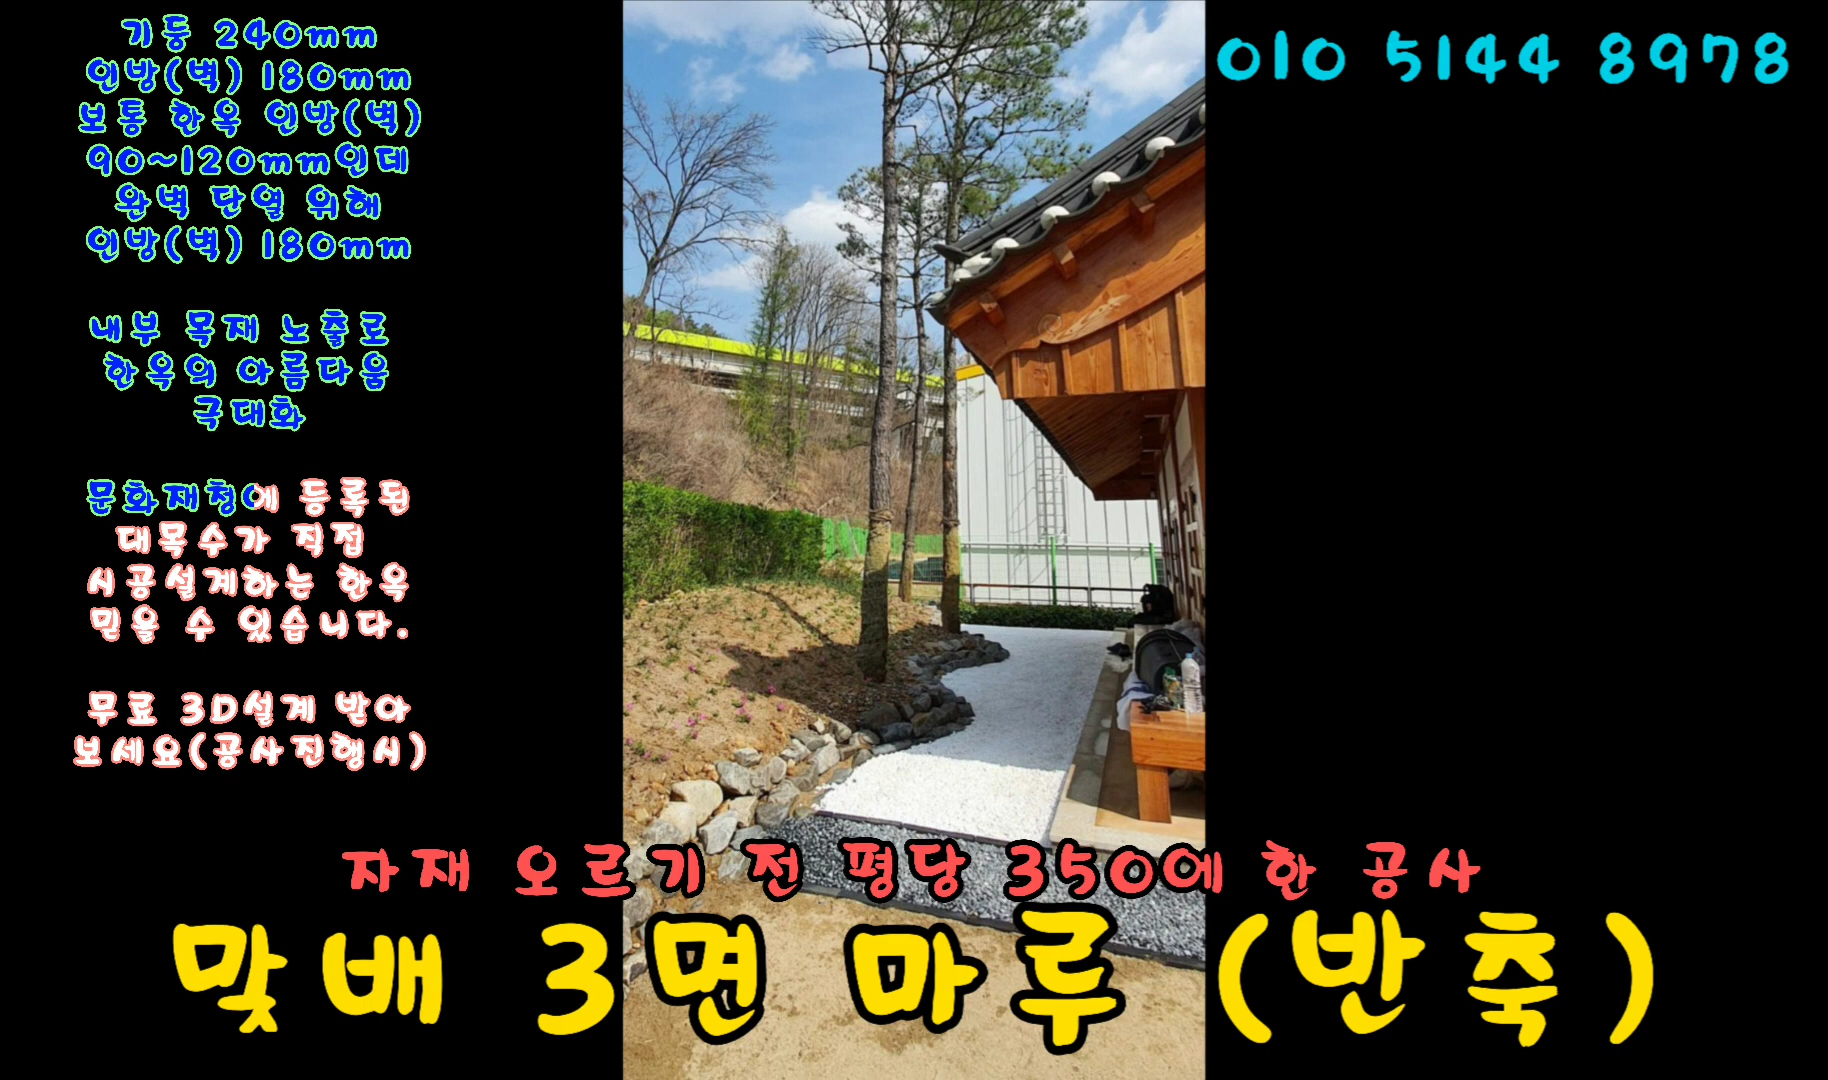 기둥 240mm
인방(벽) 180mm
보통 한옥 인방(벽)
90~120mm인데
완벽 단열 위해
인방(벽) 180mm
내부 목재 노출로
한옥의 아름다움
극대화
문화재청에 등록된
대목수가 직접
시공설계하는 한옥
믿을 수 있습니다.
무료 3D설계 받아
보세요(공사진행시)
010 5144 8978
자재 오르기 전 평당 350에 한 공사
맞배 3면 마루 (반축)